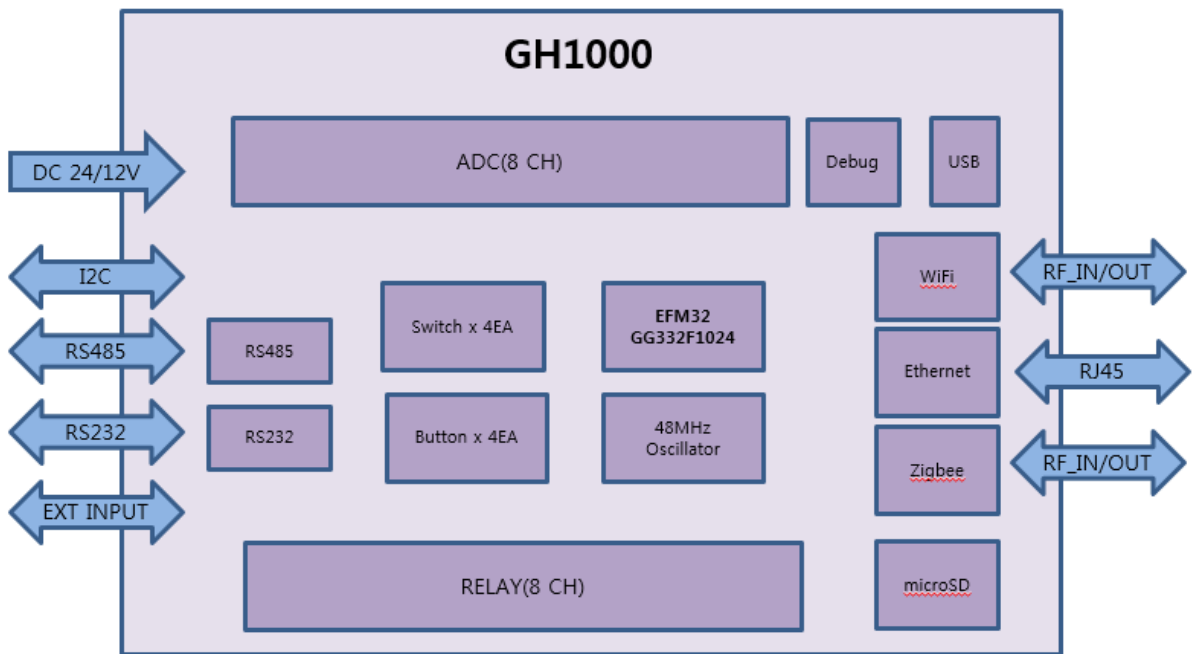 GH1000
DC 24/12V
ADC(8 CH)
Debug
USB
I2C
WiFi
RF_IN/OUT
Switch x 4EA
EFM32
GG332F1024
RS485
RS485
Ethernet
RJ45
RS232
RS232
Button x 4EA
48MHz
Oscillator
Zigbee
RF_IN/OUT
EXT INPUT
RELAY(8 CH)
microSD